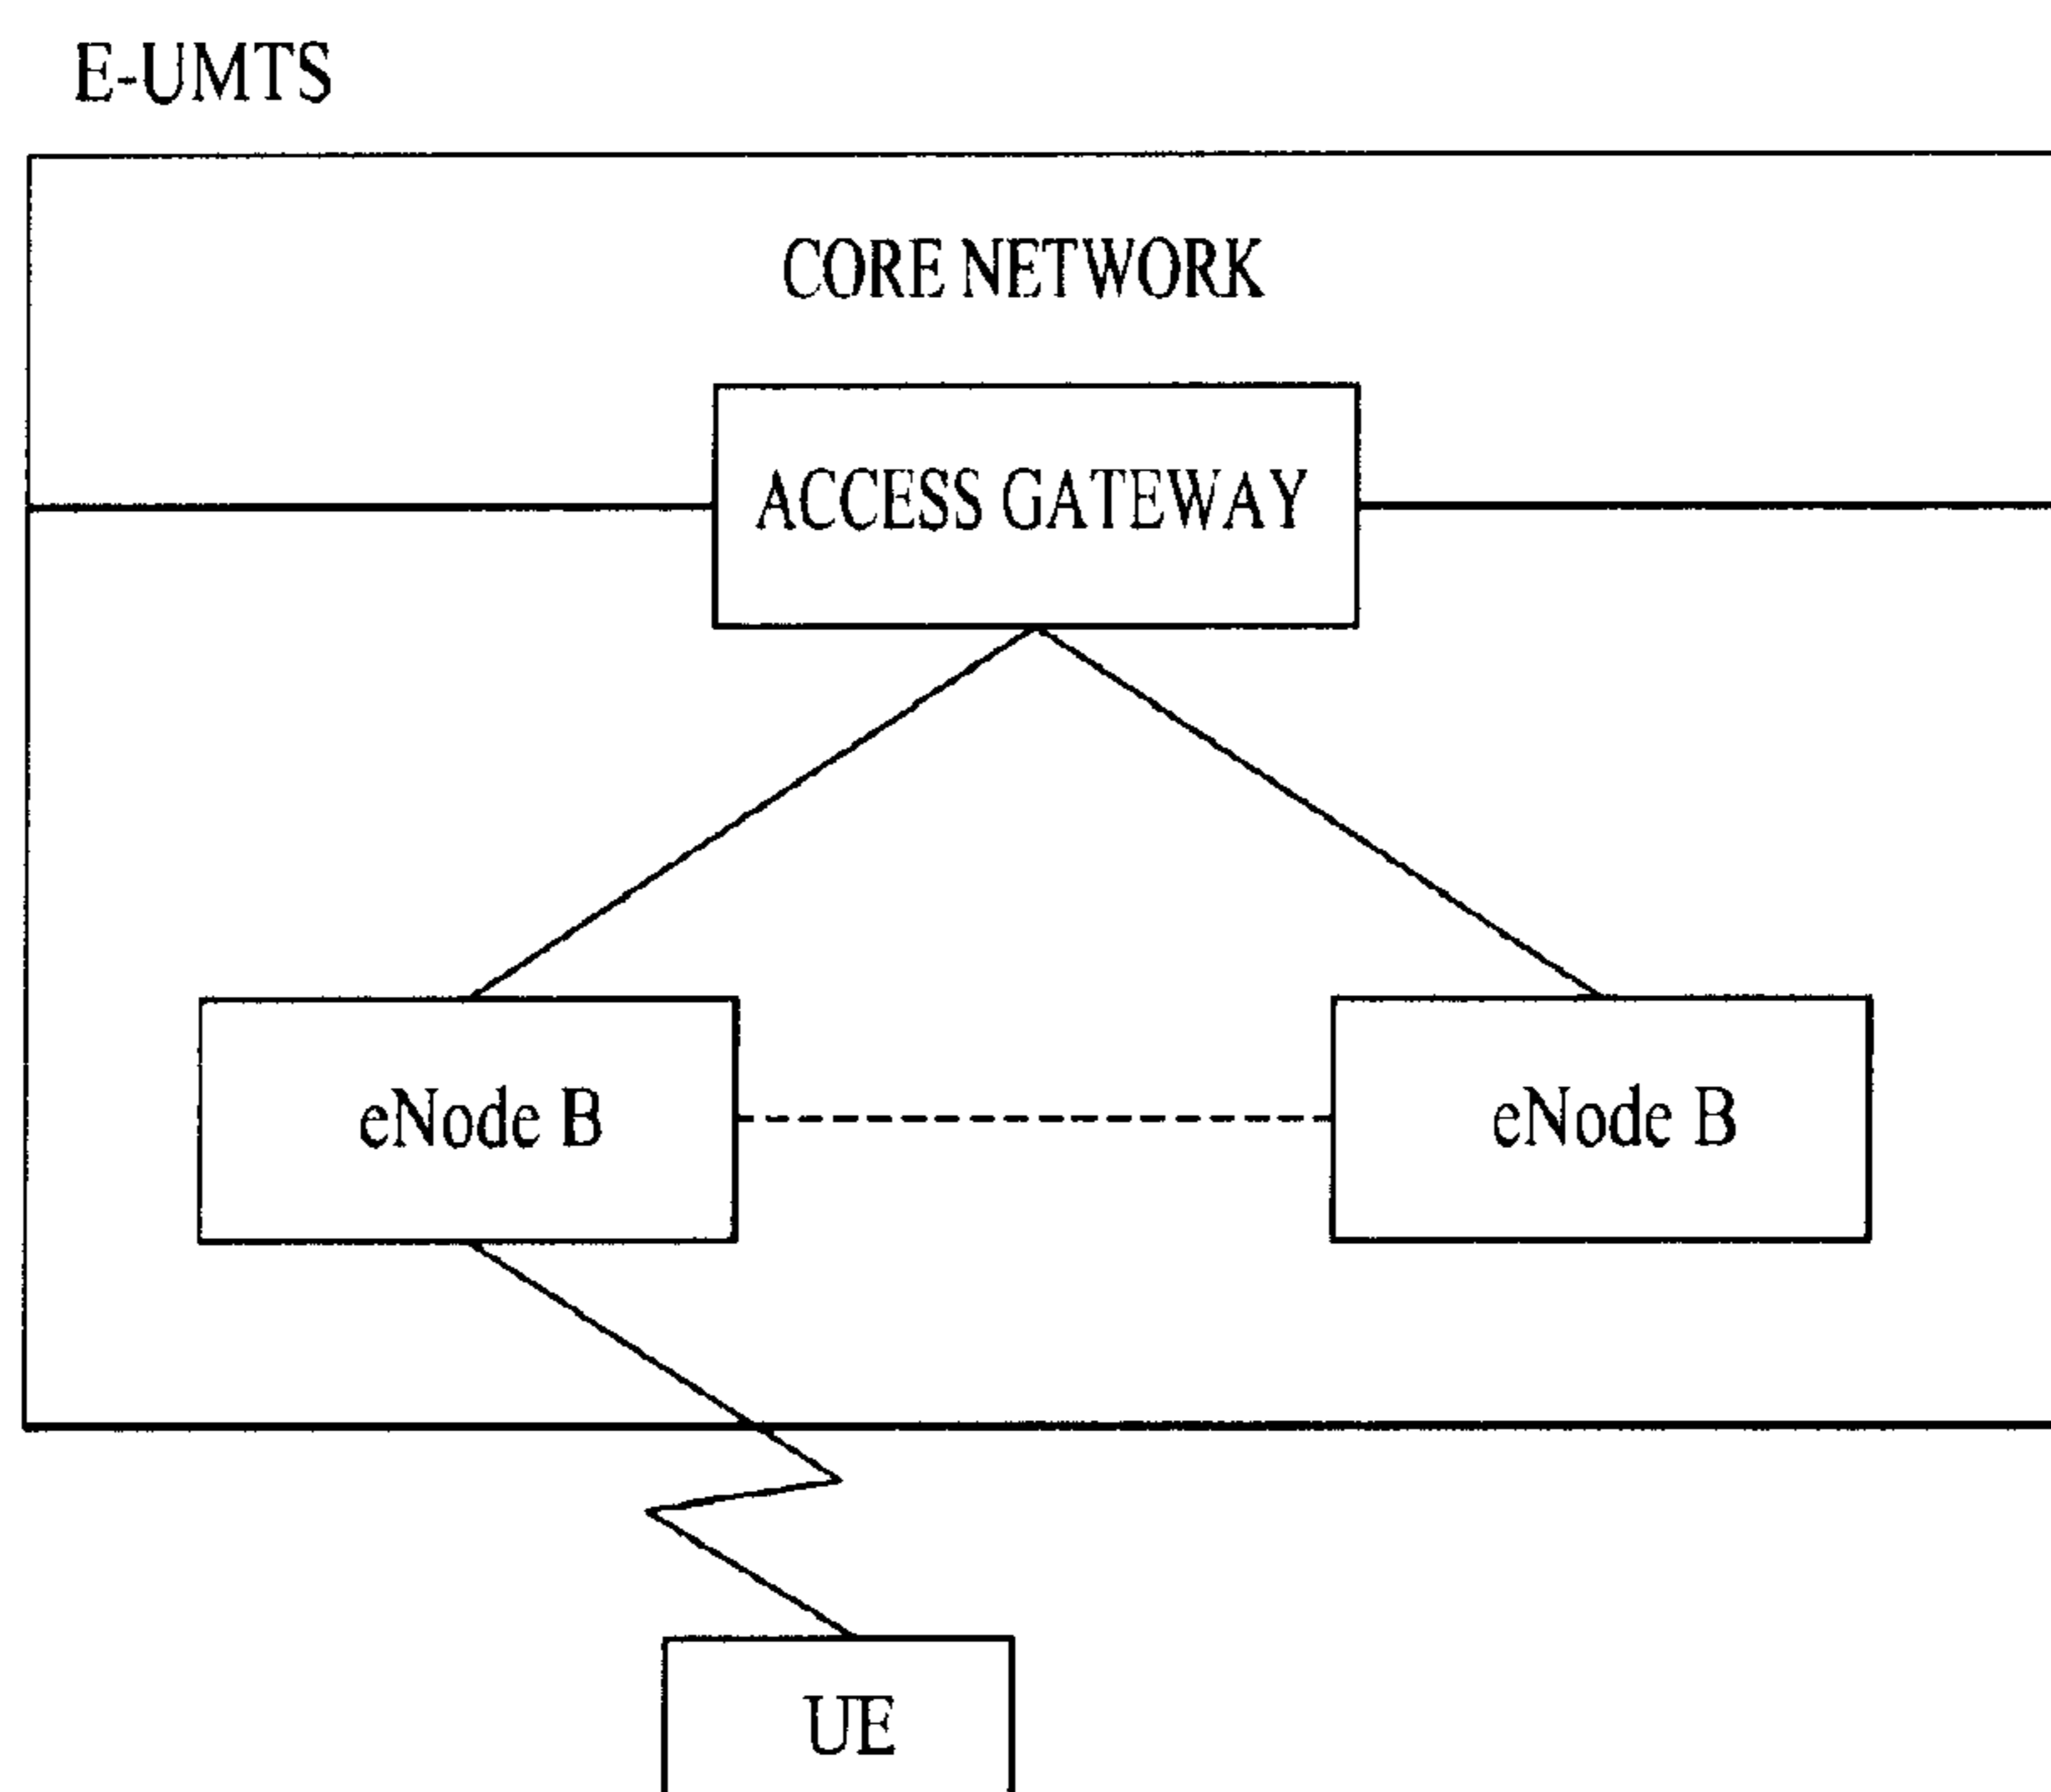 E-UMTS
CORE NETWORK
ACCESS GATEWAY
eNode B
eNode B
UE